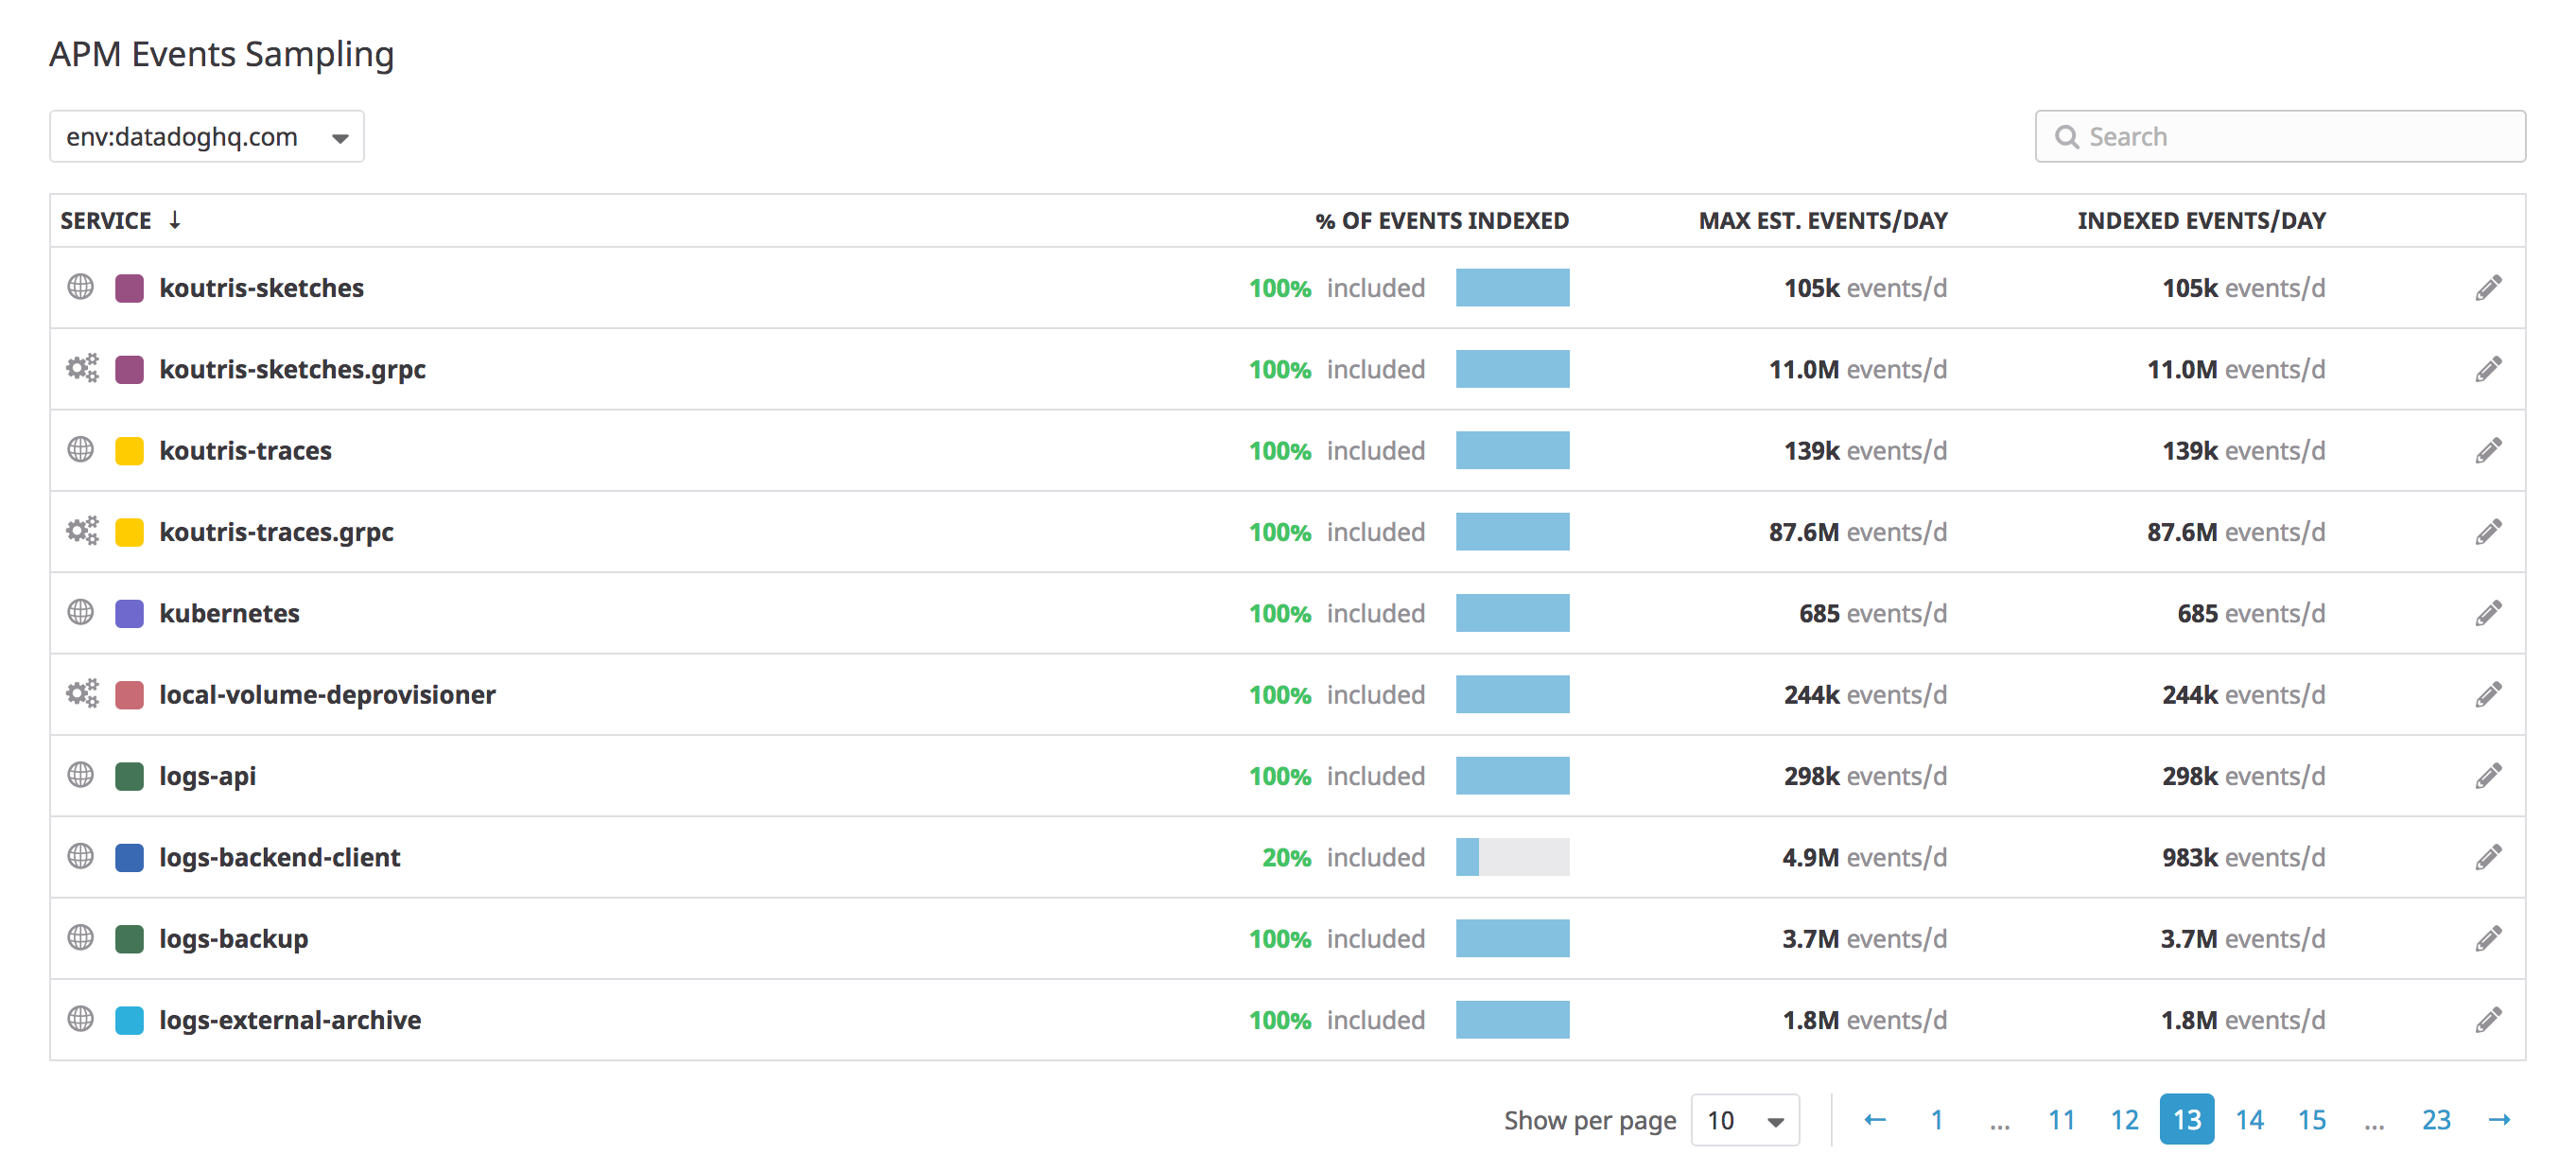 APM Events Sampling
env:datadoghq.com Search
SERVICE ↓ % OF EVENTS INDEXED MAX EST. EVENTS/DAY INDEXED EVENTS/DAY
koutris-sketches 100% included 105k events/d 105k events/d
koutris-sketches.grpc 100% included 11.0M events/d 11.0M events/d
koutris-traces 100% included 139k events/d 139k events/d
koutris-traces.grpc 100% included 87.6M events/d 87.6M events/d
kubernetes 100% included 685 events/d 685 events/d
local-volume-deprovisioner 100% included 244k events/d 244k events/d
logs-api 100% included 298k events/d 298k events/d
logs-backend-client 20% included 4.9M events/d 983k events/d
logs-backup 100% included 3.7M events/d 3.7M events/d
logs-external-archive 100% included 1.8M events/d 1.8M events/d
Show per page 10 ← 1 ... 11 12 13 14 15 ... 23 →